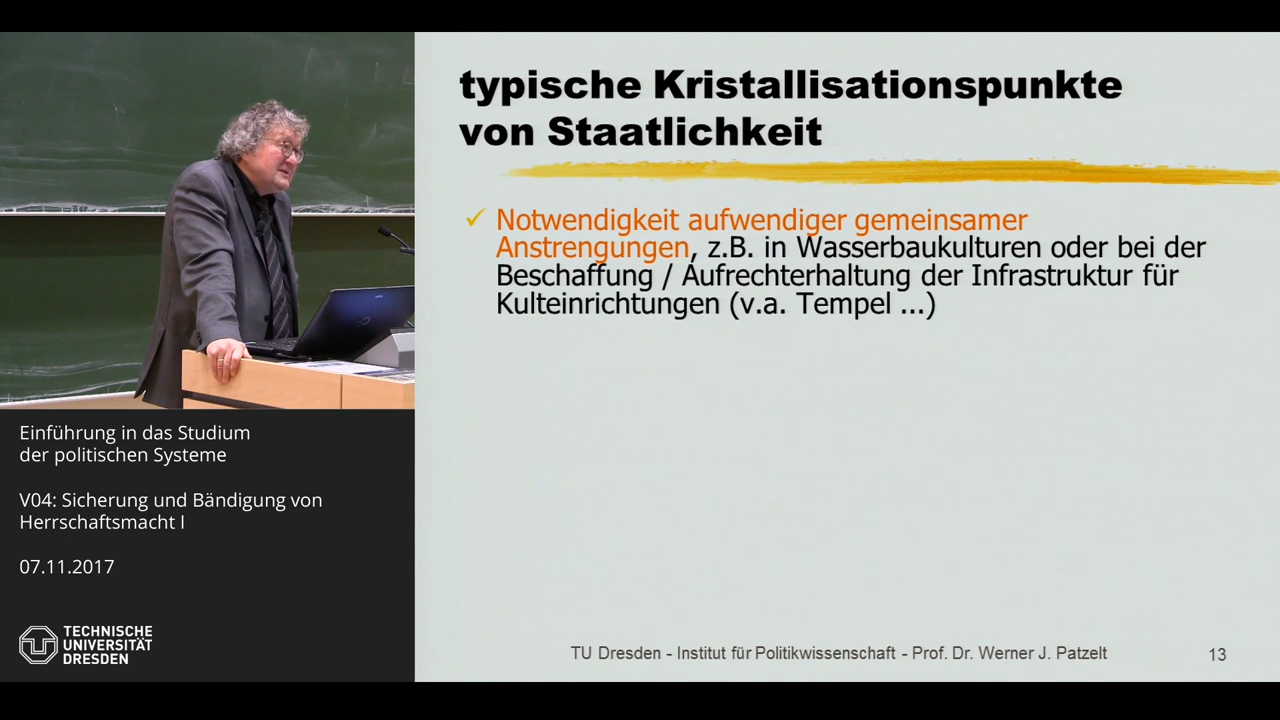 typische Kristallisationspunkte
von Staatlichkeit
Notwendigkeit aufwendiger gemeinsamer
Anstrengungen, z.B. in Wasserbaukulturen oder bei der
Beschaffung / Aufrechterhaltung der Infrastruktur für
Kulteinrichtungen (v.a. Tempel ...)
Einführung in das Studium
der politischen Systeme
V04: Sicherung und Bändigung von
Herrschaftsmacht I
07.11.2017
TECHNISCHE
UNIVERSITÄT
DRESDEN
TU Dresden - Institut für Politikwissenschaft - Prof. Dr. Werner J. Patzelt
13